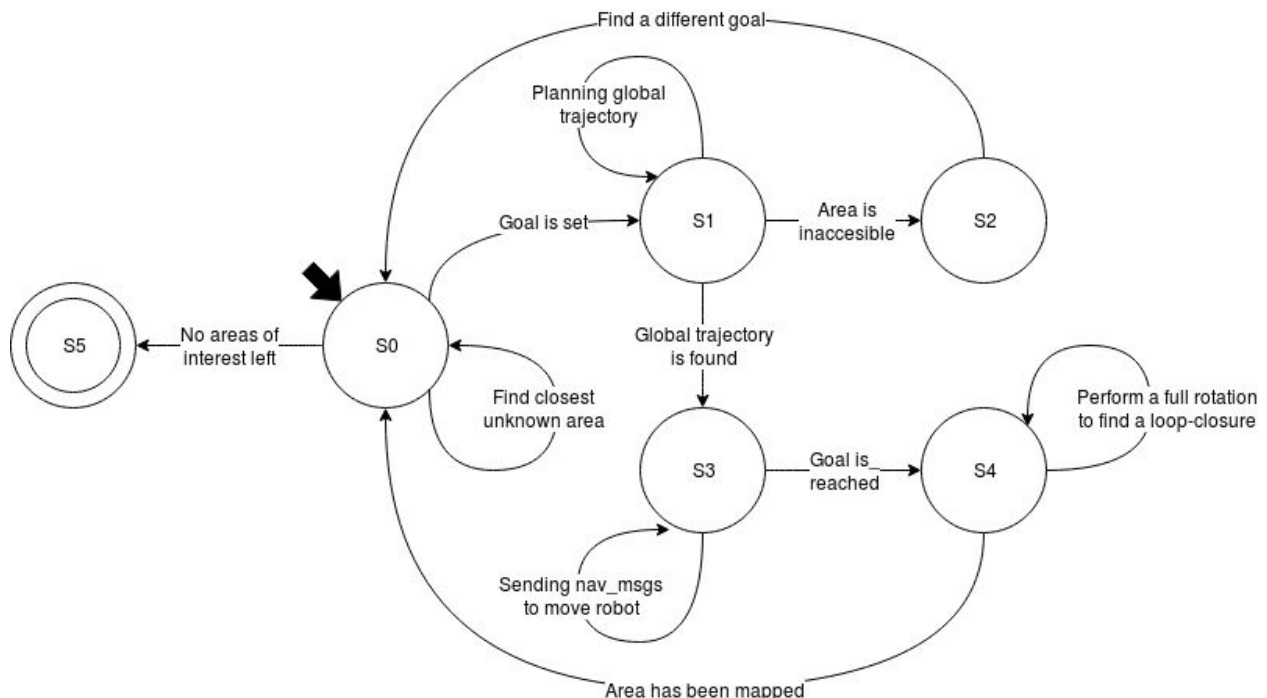 Find a different goal
Planning global
trajectory
S1
Area is
inaccesible
S2
Goal is set
S5
No areas of
interest left
S0
Global trajectory
is found
Find closest
unknown area
Perform a full rotation
to find a loop-closure
S3
Goal is
reached
S4
Sending nav_msgs
to move robot
Area has been mapped